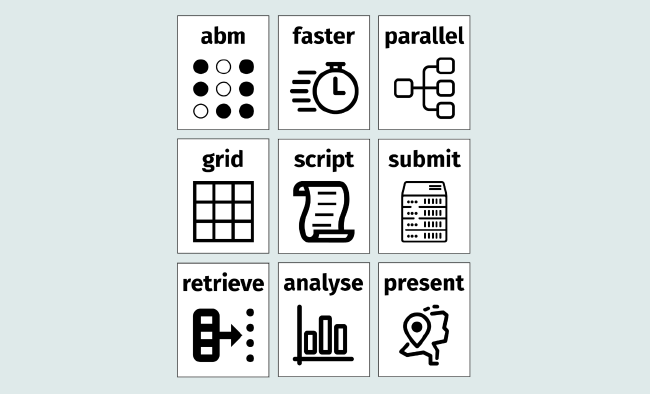 abm
faster
parallel
grid
script
submit
retrieve
analyse
present